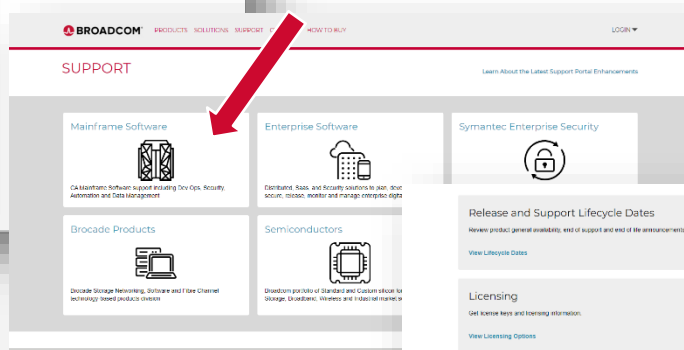 BROADCOM
PRODUCTS SOLUTIONS SUPPORT HOW TO BUY
LOGIN
SUPPORT
Learn About the Latest Support Portal Enhancements
Mainframe Software
CA Mainframe Software support including Dev Ops, Security,
Automation and Data Management
Enterprise Software
Distributed, Saas, and Security solutions to plan,
secure, release, monitor and manage enterprise
Symantec Enterprise Security
Brocade Products
Brocade Storage Networking, Software and Fibre Channel
technology based products division
Semiconductors
Broadcom portfolio of Standard and Custom silicon
Storage, Broadband, Wireless and Industrial market
Release and Support Lifecycle Dates
Review product general availability, end of support and end of life announcements
View Lifecycle Dates
Licensing
Get license keys and licensing information.
View Licensing Options